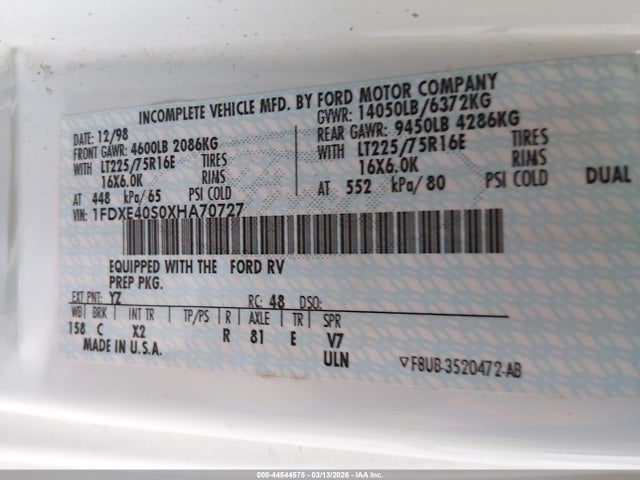 INCOMPLETE VEHICLE MFD. BY FORD MOTOR COMPANY
DATE: 12/98 GVWR: 14050LB/6372KG
FRONT GAWR: 4600LB 2086KG REAR GAWR: 9450LB 4286KG
WITH LT225/75R16E TIRES WITH LT225/75R16E TIRES
16X6.0K RINS 16X6.0K RINS
AT 448 kPa/65 PSI COLD AT 552 kPa/80 PSI COLD DUAL
VIN: 1FDXE40S0XHA70727
EQUIPPED WITH THE FORD RV
PREP PKG.
EXT PNT: YZ RC: 48 DSO:
WB BRK INT TR TP/PS R AXLE TR SPR
158 C X2 R 81 E V7
MADE IN U.S.A. ULN
F8UB-3520472-AB
000-44544575 - 03/13/2026 - IAA Inc.